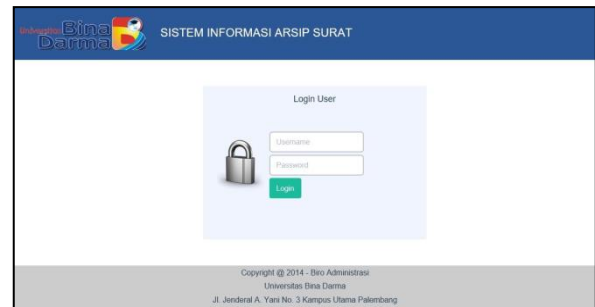 Universitas Bina
Darma
SISTEM INFORMASI ARSIP SURAT
Login User
Username
Password
Login
Copyright @ 2014 - Biro Administrasi
Universitas Bina Darma
Jl. Jenderal A. Yani No. 3 Kampus Utama Palembang